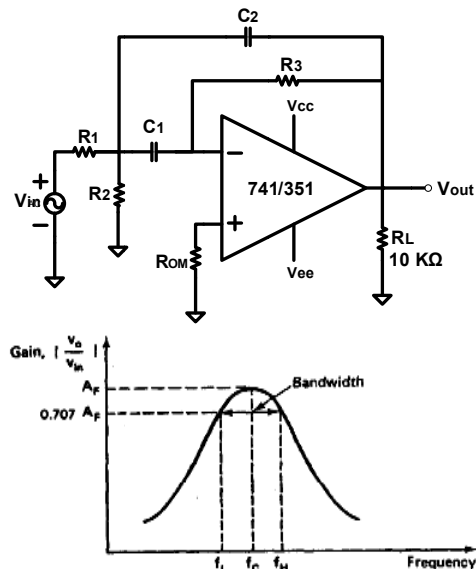 C2
R3
Vcc
R1
C1
Vin
R2
741/351
Vout
ROM
Vee
RL
10 KΩ
Gain, | vo/vin |
AF
Bandwidth
0.707 AF
fL fC fH
Frequency